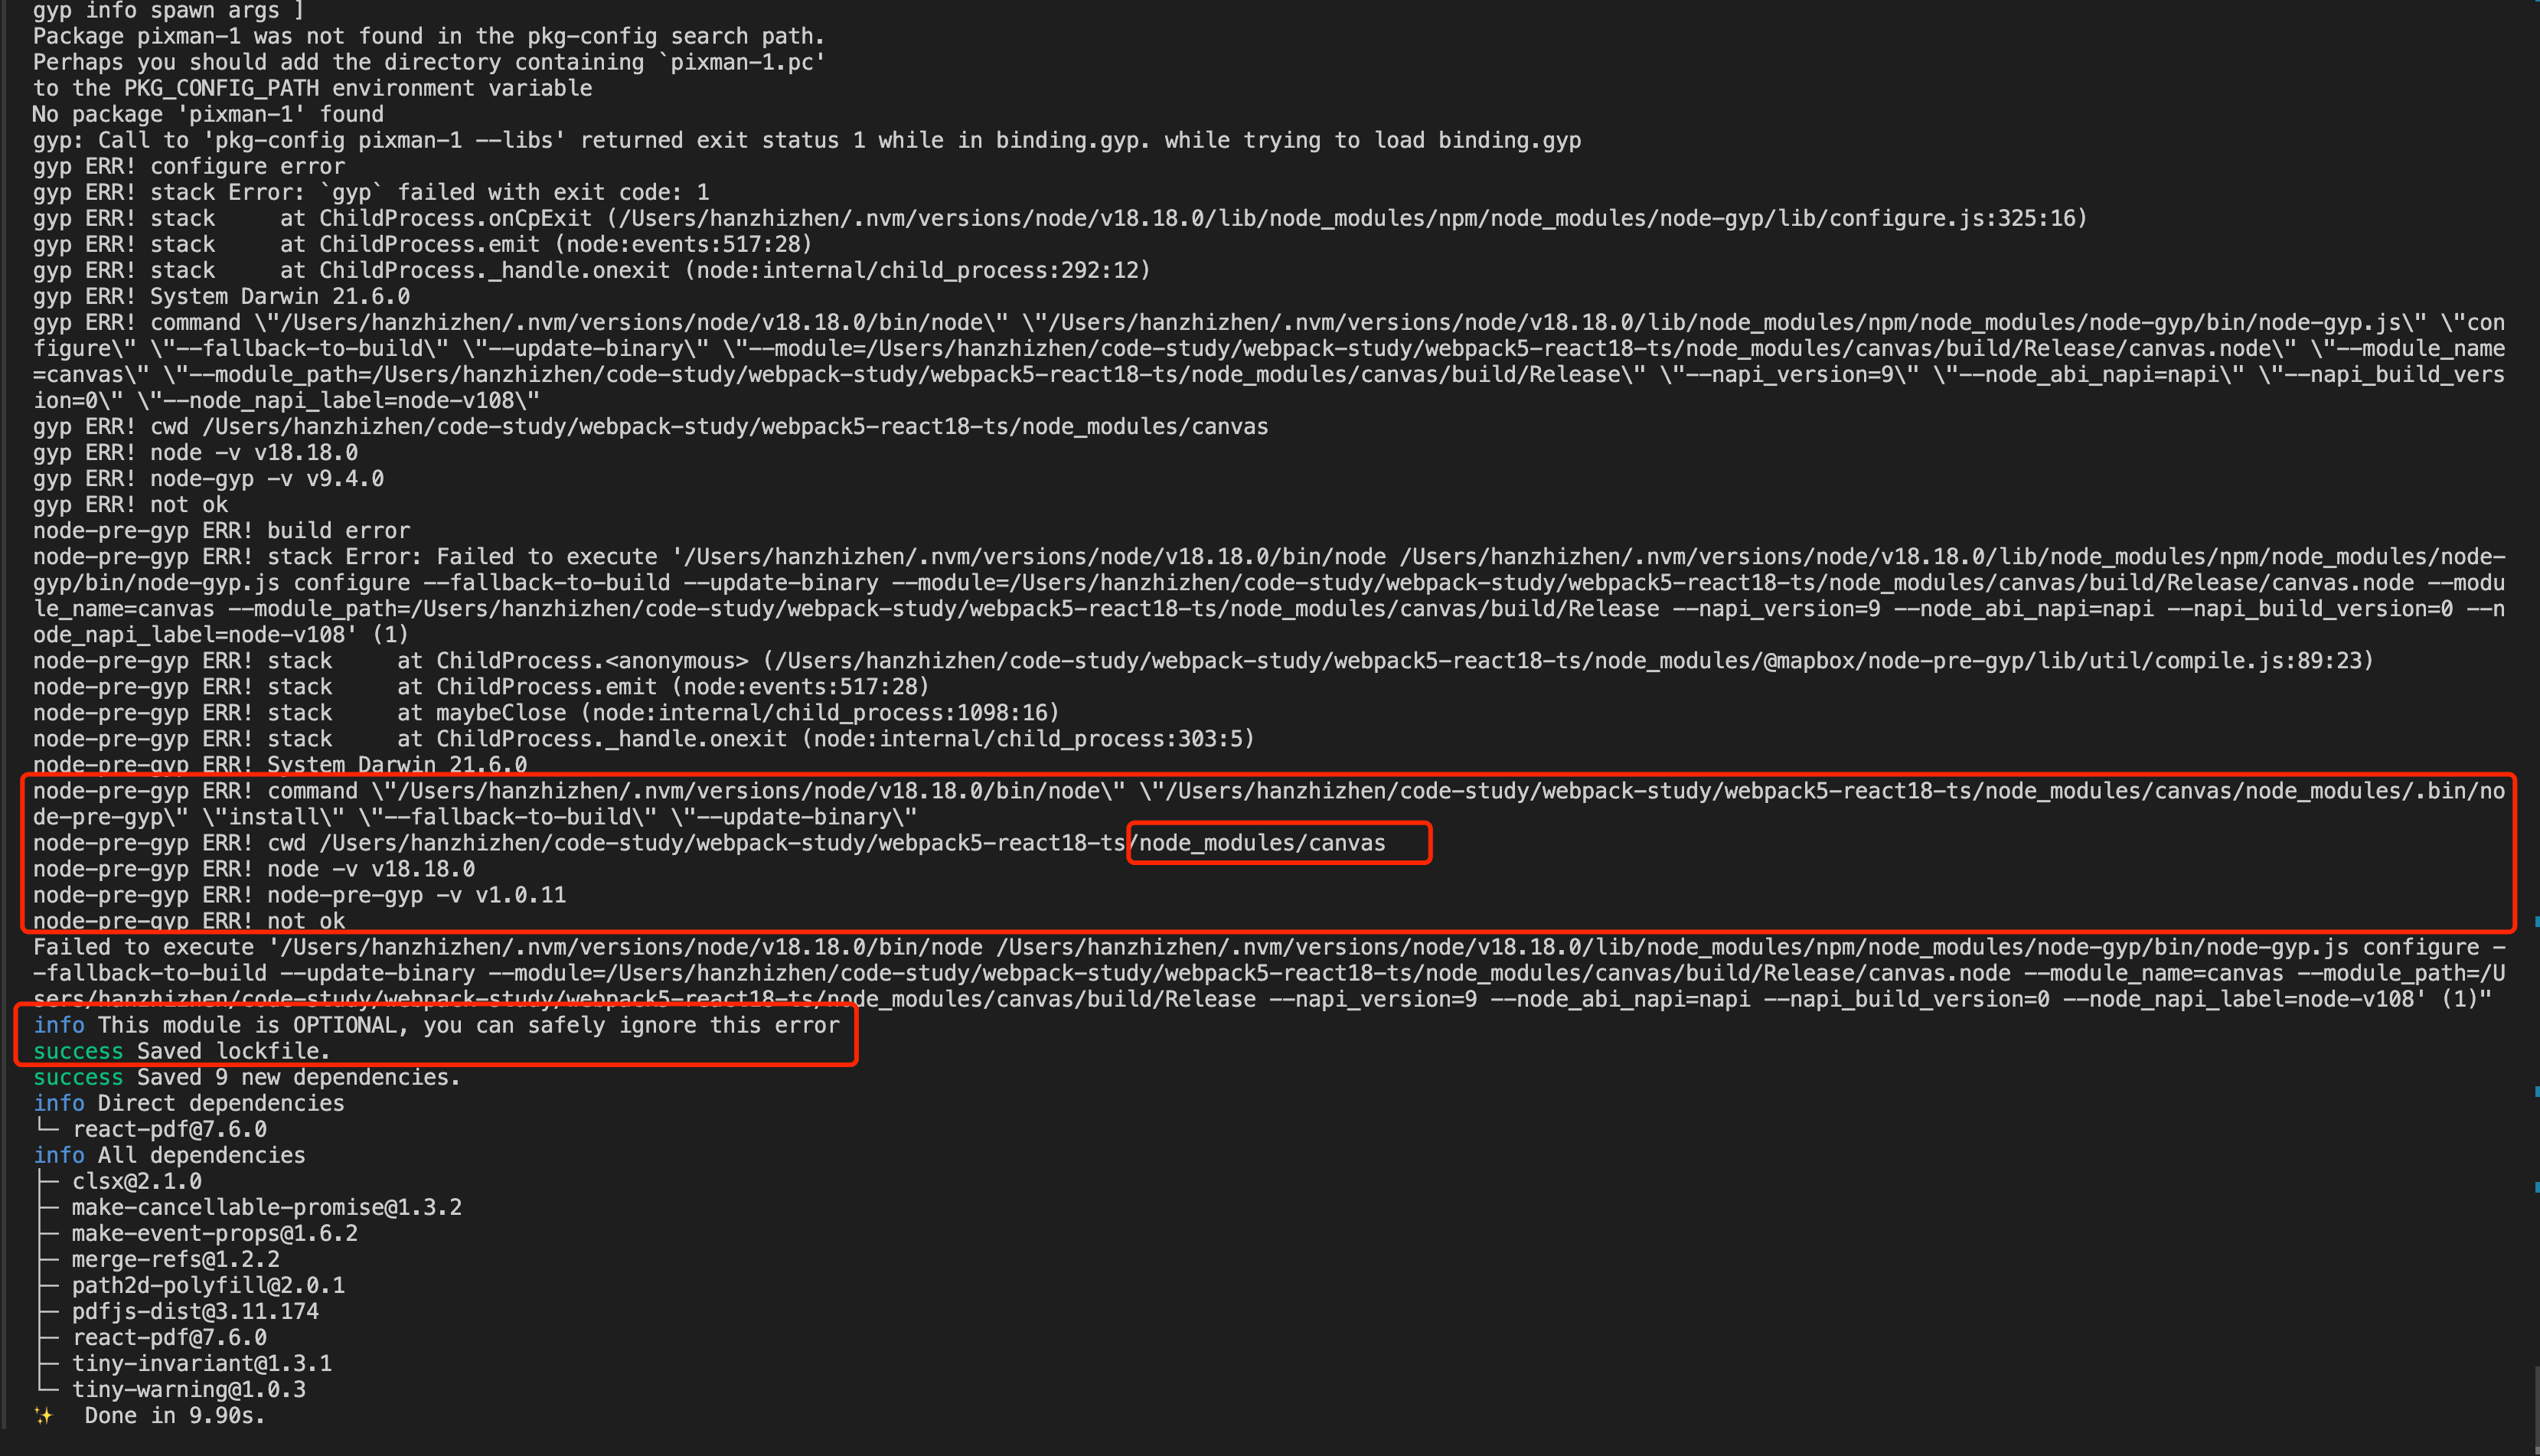 gyp info spawn args ]
Package pixman-1 was not found in the pkg-config search path.
Perhaps you should add the directory containing `pixman-1.pc'
to the PKG_CONFIG_PATH environment variable
No package 'pixman-1' found
gyp: Call to 'pkg-config pixman-1 --libs' returned exit status 1 while in binding.gyp. while trying to load binding.gyp
gyp ERR! configure error
gyp ERR! stack Error: `gyp` failed with exit code: 1
gyp ERR! stack     at ChildProcess.onCpExit (/Users/hanzhizhen/.nvm/versions/node/v18.18.0/lib/node_modules/npm/node_modules/node-gyp/lib/configure.js:325:16)
gyp ERR! stack     at ChildProcess.emit (node:events:517:28)
gyp ERR! stack     at ChildProcess._handle.onexit (node:internal/child_process:292:12)
gyp ERR! System Darwin 21.6.0
gyp ERR! command \"/Users/hanzhizhen/.nvm/versions/node/v18.18.0/bin/node\" \"/Users/hanzhizhen/.nvm/versions/node/v18.18.0/lib/node_modules/npm/node_modules/node-gyp/bin/node-gyp.js\" \"con
figure\" \"--fallback-to-build\" \"--update-binary\" \"--module=/Users/hanzhizhen/code-study/webpack-study/webpack5-react18-ts/node_modules/canvas/build/Release/canvas.node\" \"--module_name
=canvas\" \"--module_path=/Users/hanzhizhen/code-study/webpack-study/webpack5-react18-ts/node_modules/canvas/build/Release\" \"--napi_version=9\" \"--node_abi_napi=napi\" \"--napi_build_vers
ion=0\" \"--node_napi_label=node-v108\"
gyp ERR! cwd /Users/hanzhizhen/code-study/webpack-study/webpack5-react18-ts/node_modules/canvas
gyp ERR! node -v v18.18.0
gyp ERR! node-gyp -v v9.4.0
gyp ERR! not ok
node-pre-gyp ERR! build error
node-pre-gyp ERR! stack Error: Failed to execute '/Users/hanzhizhen/.nvm/versions/node/v18.18.0/bin/node /Users/hanzhizhen/.nvm/versions/node/v18.18.0/lib/node_modules/npm/node_modules/node-
gyp/bin/node-gyp.js configure --fallback-to-build --update-binary --module=/Users/hanzhizhen/code-study/webpack-study/webpack5-react18-ts/node_modules/canvas/build/Release/canvas.node --modu
le_name=canvas --module_path=/Users/hanzhizhen/code-study/webpack-study/webpack5-react18-ts/node_modules/canvas/build/Release --napi_version=9 --node_abi_napi=napi --napi_build_version=0 --n
ode_napi_label=node-v108' (1)
node-pre-gyp ERR! stack     at ChildProcess.<anonymous> (/Users/hanzhizhen/code-study/webpack-study/webpack5-react18-ts/node_modules/@mapbox/node-pre-gyp/lib/util/compile.js:89:23)
node-pre-gyp ERR! stack     at ChildProcess.emit (node:events:517:28)
node-pre-gyp ERR! stack     at maybeClose (node:internal/child_process:1098:16)
node-pre-gyp ERR! stack     at ChildProcess._handle.onexit (node:internal/child_process:303:5)
node-pre-gyp ERR! System Darwin 21.6.0
node-pre-gyp ERR! command \"/Users/hanzhizhen/.nvm/versions/node/v18.18.0/bin/node\" \"/Users/hanzhizhen/code-study/webpack-study/webpack5-react18-ts/node_modules/canvas/node_modules/.bin/no
de-pre-gyp\" \"install\" \"--fallback-to-build\" \"--update-binary\"
node-pre-gyp ERR! cwd /Users/hanzhizhen/code-study/webpack-study/webpack5-react18-ts/node_modules/canvas
node-pre-gyp ERR! node -v v18.18.0
node-pre-gyp ERR! node-pre-gyp -v v1.0.11
node-pre-gyp ERR! not ok
Failed to execute '/Users/hanzhizhen/.nvm/versions/node/v18.18.0/bin/node /Users/hanzhizhen/.nvm/versions/node/v18.18.0/lib/node_modules/npm/node_modules/node-gyp/bin/node-gyp.js configure -
-fallback-to-build --update-binary --module=/Users/hanzhizhen/code-study/webpack-study/webpack5-react18-ts/node_modules/canvas/build/Release/canvas.node --module_name=canvas --module_path=/U
sers/hanzhizhen/code-study/webpack-study/webpack5-react18-ts/node_modules/canvas/build/Release --napi_version=9 --node_abi_napi=napi --napi_build_version=0 --node_napi_label=node-v108' (1)"
info This module is OPTIONAL, you can safely ignore this error
success Saved lockfile.
success Saved 9 new dependencies.
info Direct dependencies
└─ react-pdf@7.6.0
info All dependencies
├─ clsx@2.1.0
├─ make-cancellable-promise@1.3.2
├─ make-event-props@1.6.2
├─ merge-refs@1.2.2
├─ path2d-polyfill@2.0.1
├─ pdfjs-dist@3.11.174
├─ react-pdf@7.6.0
├─ tiny-invariant@1.3.1
└─ tiny-warning@1.0.3
✨  Done in 9.90s.